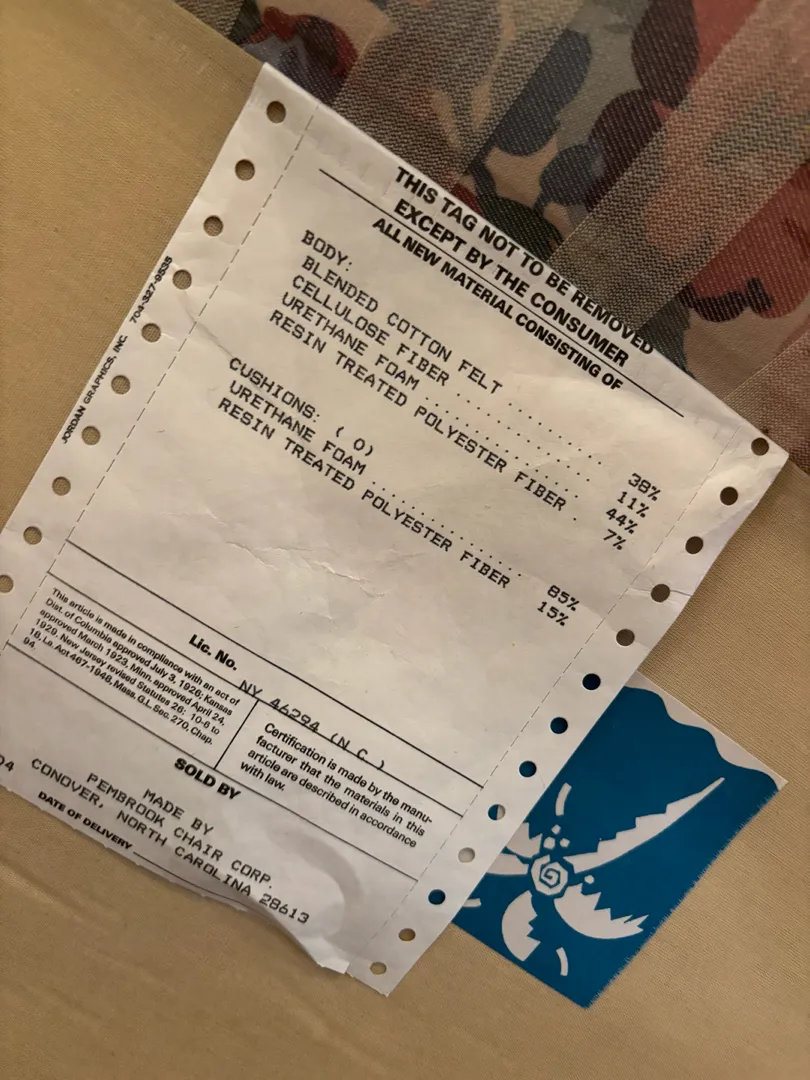 THIS TAG NOT TO BE REMOVED
EXCEPT BY THE CONSUMER
ALL NEW MATERIAL CONSISTING OF
BODY:
BLENDED COTTON FELT . . . . . . . . . . 38%
CELLULOSE FIBER . . . . . . . . . . . . . 11%
URETHANE FOAM . . . . . . . . . . . . . . 44%
RESIN TREATED POLYESTER FIBER . 7%
CUSHIONS: ( 0)
URETHANE FOAM . . . . . . . . . . . . . . 85%
RESIN TREATED POLYESTER FIBER 15%
JORDAN GRAPHICS, INC. 704-327-9535
Lic. No. NY 46294 (N C )
This article is made in compliance with an act of
Dist. of Columbia approved July 3, 1926; Kansas
approved March 1923, Minn. approved April 24,
1929, New Jersey revised Statutes 26: 10-6 to
18, La. Act 467-1948, Mass. G.L. Sec. 270, Chap.
94.
Certification is made by the manu-
facturer that the materials in this
article are described in accordance
with law.
SOLD BY
MADE BY
PEMBROOK CHAIR CORP.
CONOVER, NORTH CAROLINA 28613
DATE OF DELIVERY